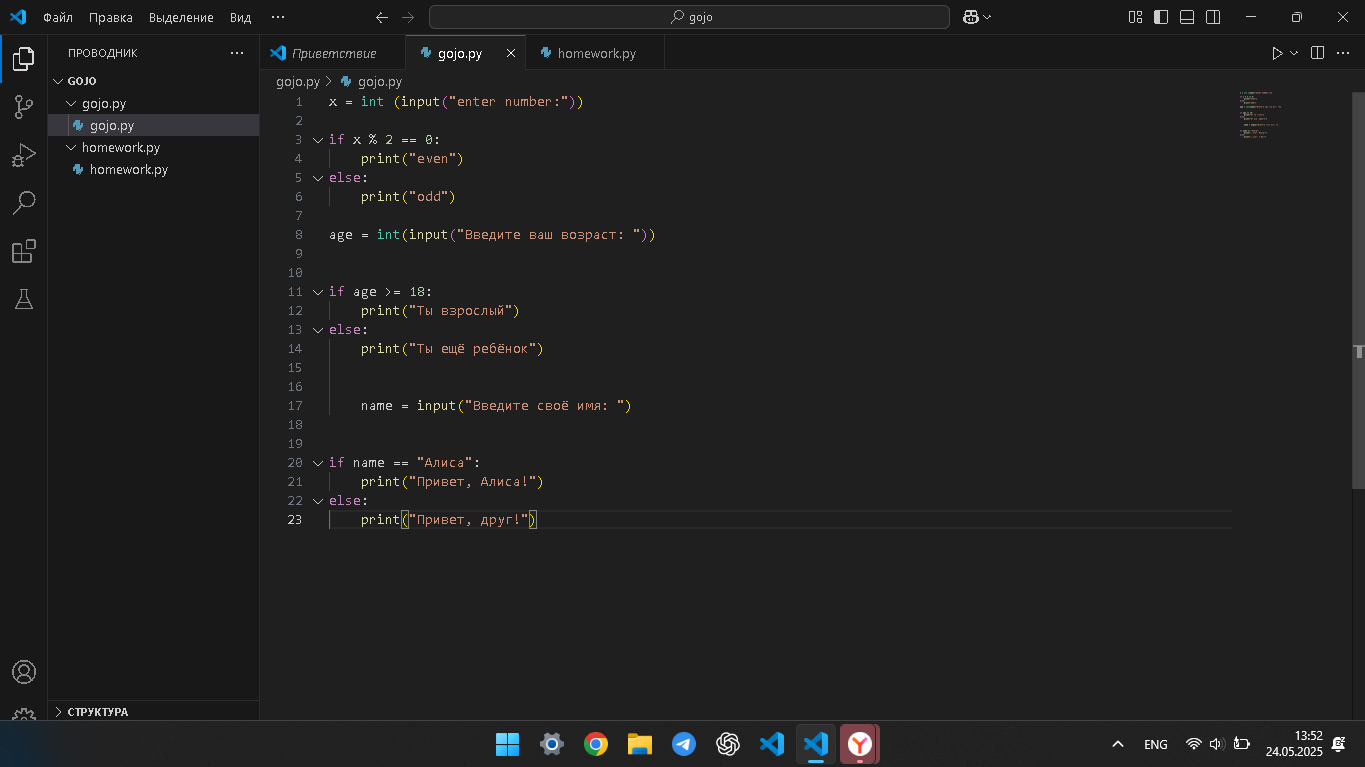 Файл Правка Выделение Вид ··· gojo
ПРОВОДНИК ···
GOJO
gojo.py
gojo.py
homework.py
homework.py
СТРУКТУРА
Приветствие gojo.py homework.py
gojo.py > gojo.py
1 x = int (input("enter number:"))
2
3 if x % 2 == 0:
4 print("even")
5 else:
6 print("odd")
7
8 age = int(input("Введите ваш возраст: "))
9
10
11 if age >= 18:
12 print("Ты взрослый")
13 else:
14 print("Ты ещё ребёнок")
15
16
17 name = input("Введите своё имя: ")
18
19
20 if name == "Алиса":
21 print("Привет, Алиса!")
22 else:
23 print("Привет, друг!")
ENG 13:52
24.05.2025